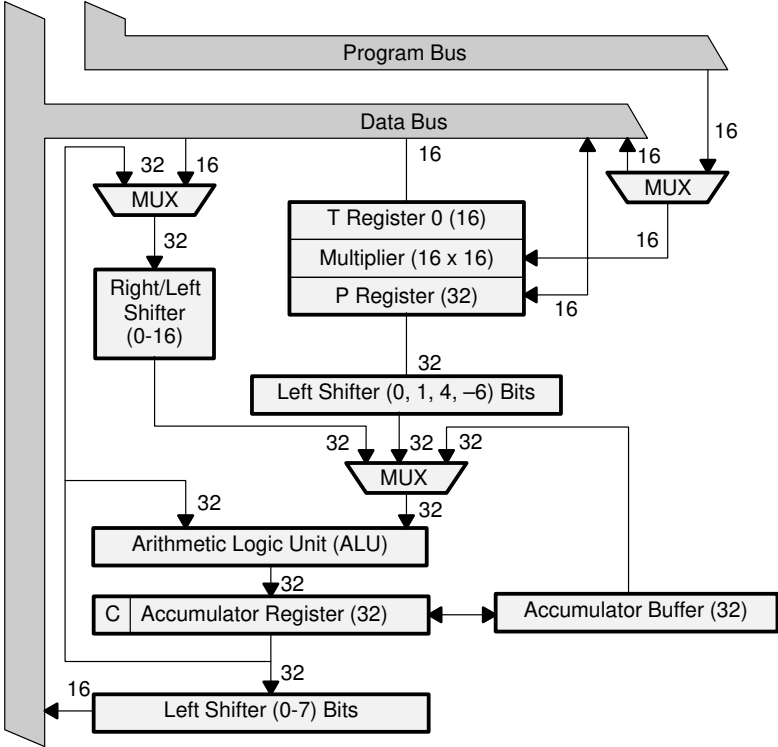 Program Bus
Data Bus
16
32
16
16
16
MUX
MUX
T Register 0 (16)
32
16
Multiplier (16 x 16)
Right/Left
Shifter
(0-16)
P Register (32)
16
32
Left Shifter (0, 1, 4, –6) Bits
32
32
32
MUX
32
32
Arithmetic Logic Unit (ALU)
32
C
Accumulator Register (32)
Accumulator Buffer (32)
32
16
Left Shifter (0-7) Bits